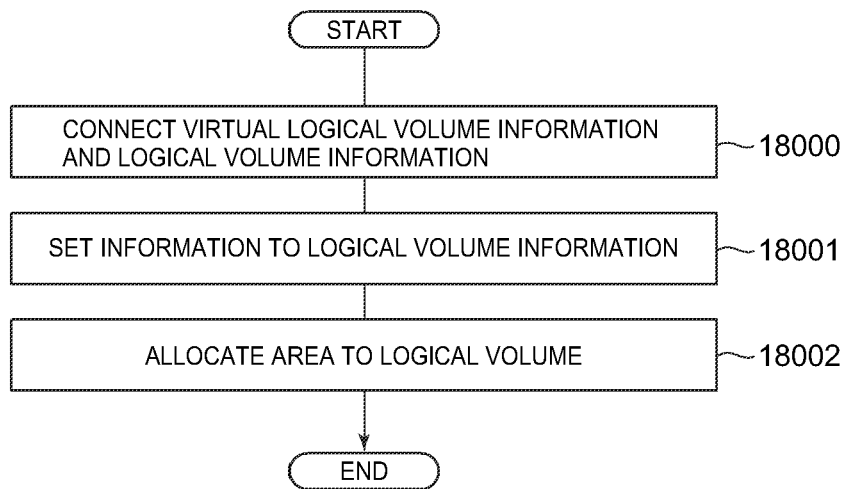 START
CONNECT VIRTUAL LOGICAL VOLUME INFORMATION
AND LOGICAL VOLUME INFORMATION
18000
SET INFORMATION TO LOGICAL VOLUME INFORMATION
18001
ALLOCATE AREA TO LOGICAL VOLUME
18002
END